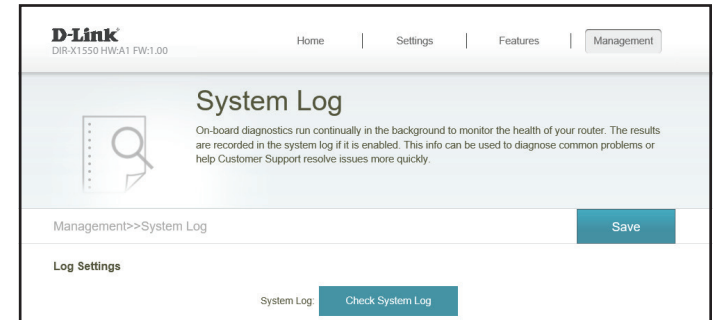 D-Link
DIR-X1550 HW:A1 FW:1.00
Home | Settings | Features | Management
System Log
On-board diagnostics run continually in the background to monitor the health of your router. The results
are recorded in the system log if it is enabled. This info can be used to diagnose common problems or
help Customer Support resolve issues more quickly.
Management>>System Log
Save
Log Settings
System Log: Check System Log